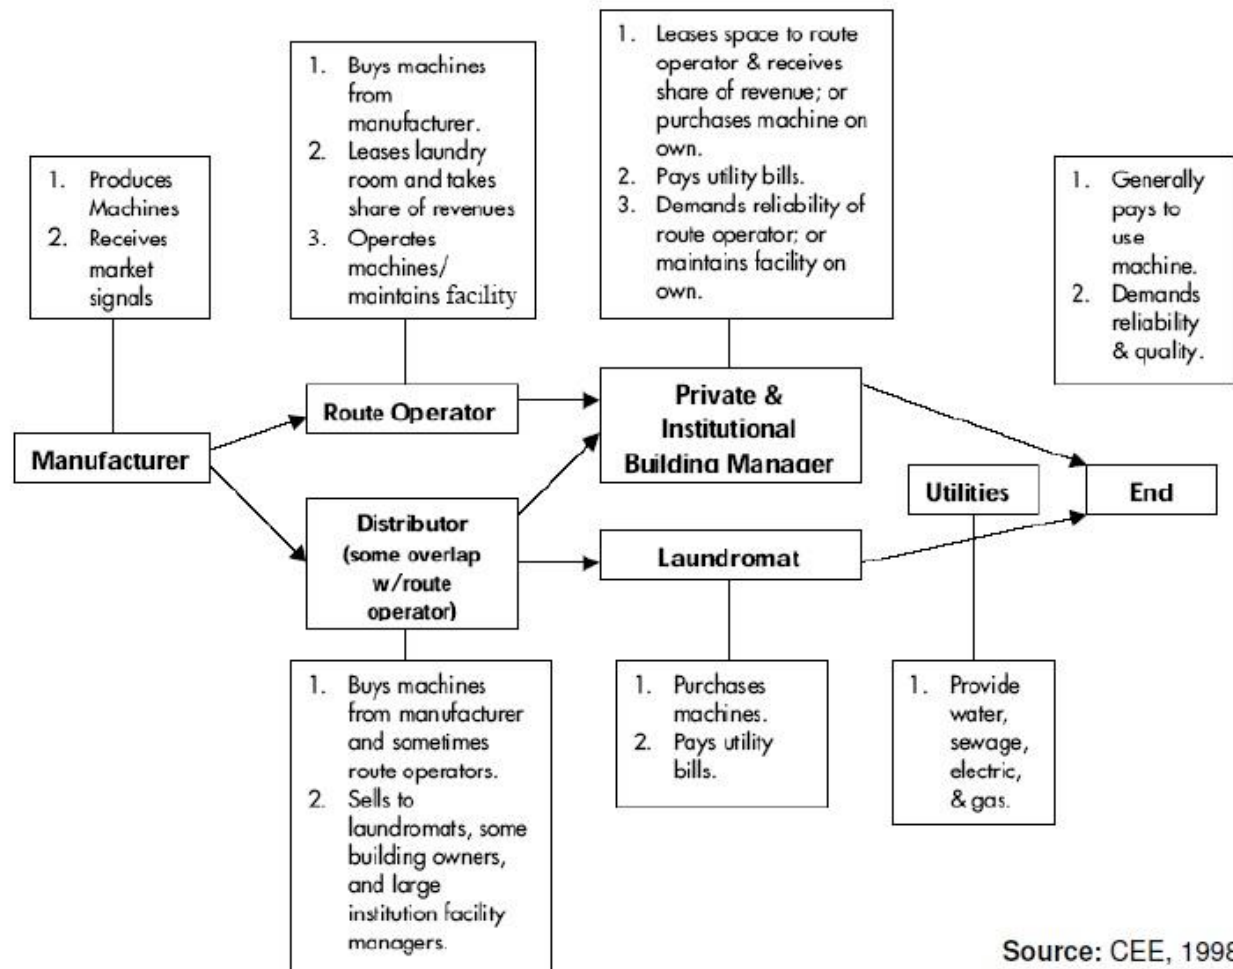 1. Buys machines
from
manufacturer.
2. Leases laundry
room and takes
share of revenues
3. Operates
machines/
maintains facility
1. Leases space to route
operator & receives
share of revenue; or
purchases machine on
own.
2. Pays utility bills.
3. Demands reliability of
route operator; or
maintains facility on
own.
1. Produces
Machines
2. Receives
market
signals
1. Generally
pays to
use
machine.
2. Demands
reliability
& quality.
Route Operator
Private &
Institutional
Building Manager
Manufacturer
Utilities
End
Distributor
(some overlap
w/route
operator)
Laundromat
1. Buys machines
from manufacturer
and sometimes
route operators.
2. Sells to
laundromats, some
building owners,
and large
institution facility
managers.
1. Purchases
machines.
2. Pays utility
bills.
1. Provide
water,
sewage,
electric,
& gas.
Source: CEE, 1998